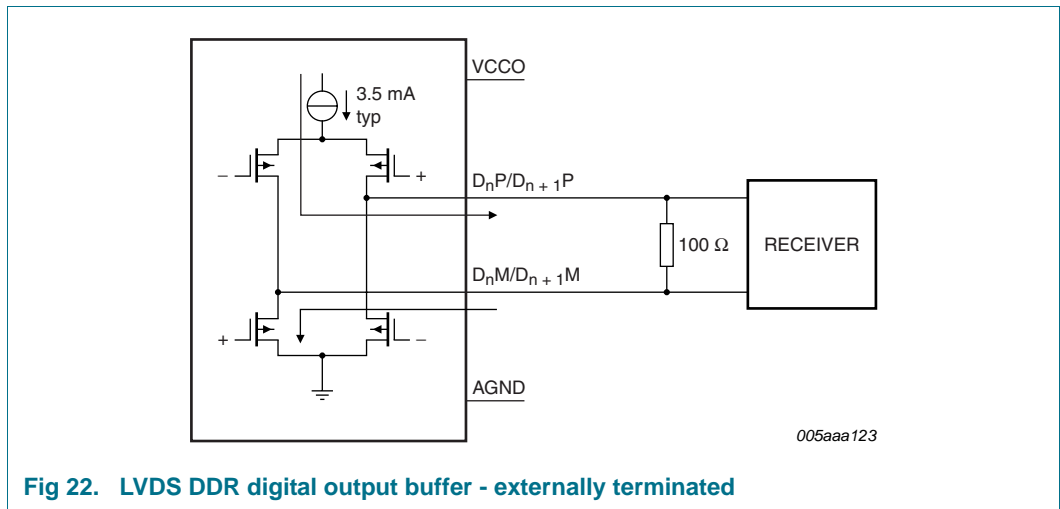 VCCO
3.5 mA
typ
−
+
DnP/Dn + 1P
100 Ω
RECEIVER
DnM/Dn + 1M
+
−
AGND
005aaa123
Fig 22. LVDS DDR digital output buffer - externally terminated